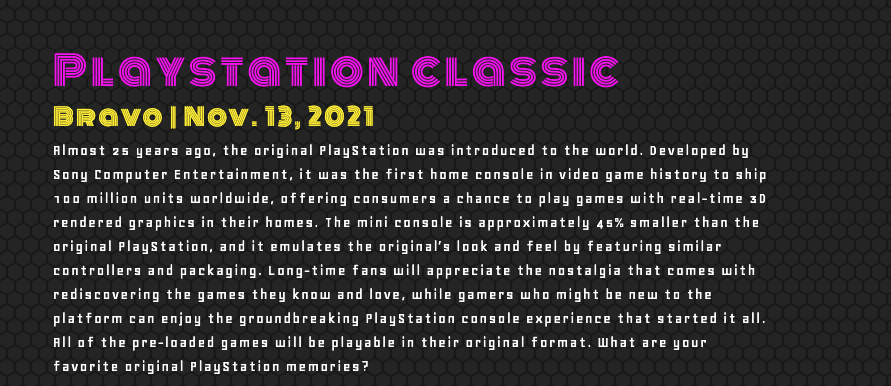 Playstation classic
Bravo | Nov. 13, 2021
Almost 25 years ago, the original PlayStation was introduced to the world. Developed by
Sony Computer Entertainment, it was the first home console in video game history to ship
100 million units worldwide, offering consumers a chance to play games with real-time 3D
rendered graphics in their homes. The mini console is approximately 45% smaller than the
original PlayStation, and it emulates the original's look and feel by featuring similar
controllers and packaging. Long-time fans will appreciate the nostalgia that comes with
rediscovering the games they know and love, while gamers who might be new to the
platform can enjoy the groundbreaking PlayStation console experience that started it all.
All of the pre-loaded games will be playable in their original format. What are your
favorite original PlayStation memories?